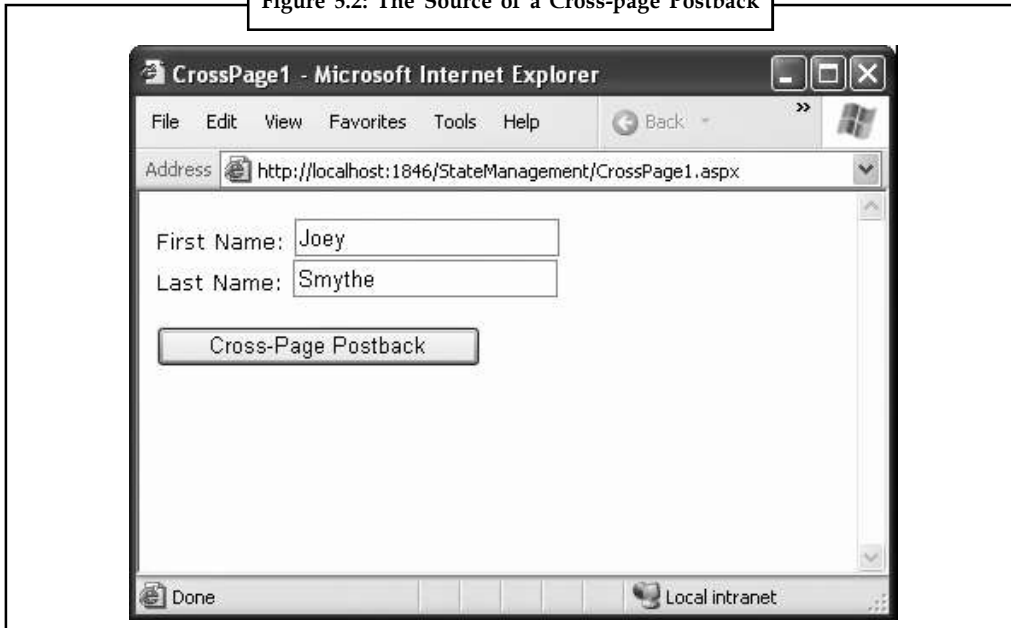 Figure 5.2: The Source of a Cross-page Postback
CrossPage1 - Microsoft Internet Explorer
File Edit View Favorites Tools Help Back »
Address http://localhost:1846/StateManagement/CrossPage1.aspx
First Name: Joey
Last Name: Smythe
Cross-Page Postback
Done Local intranet